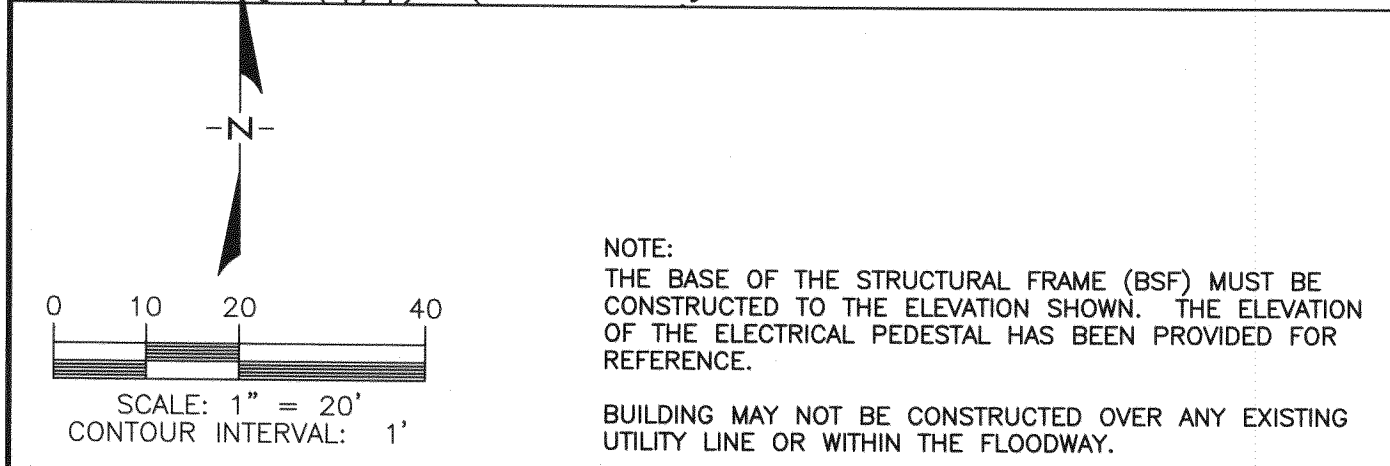 -N-
0 10 20 40
SCALE: 1" = 20'
CONTOUR INTERVAL: 1'
NOTE:
THE BASE OF THE STRUCTURAL FRAME (BSF) MUST BE
CONSTRUCTED TO THE ELEVATION SHOWN. THE ELEVATION
OF THE ELECTRICAL PEDESTAL HAS BEEN PROVIDED FOR
REFERENCE.
BUILDING MAY NOT BE CONSTRUCTED OVER ANY EXISTING
UTILITY LINE OR WITHIN THE FLOODWAY.